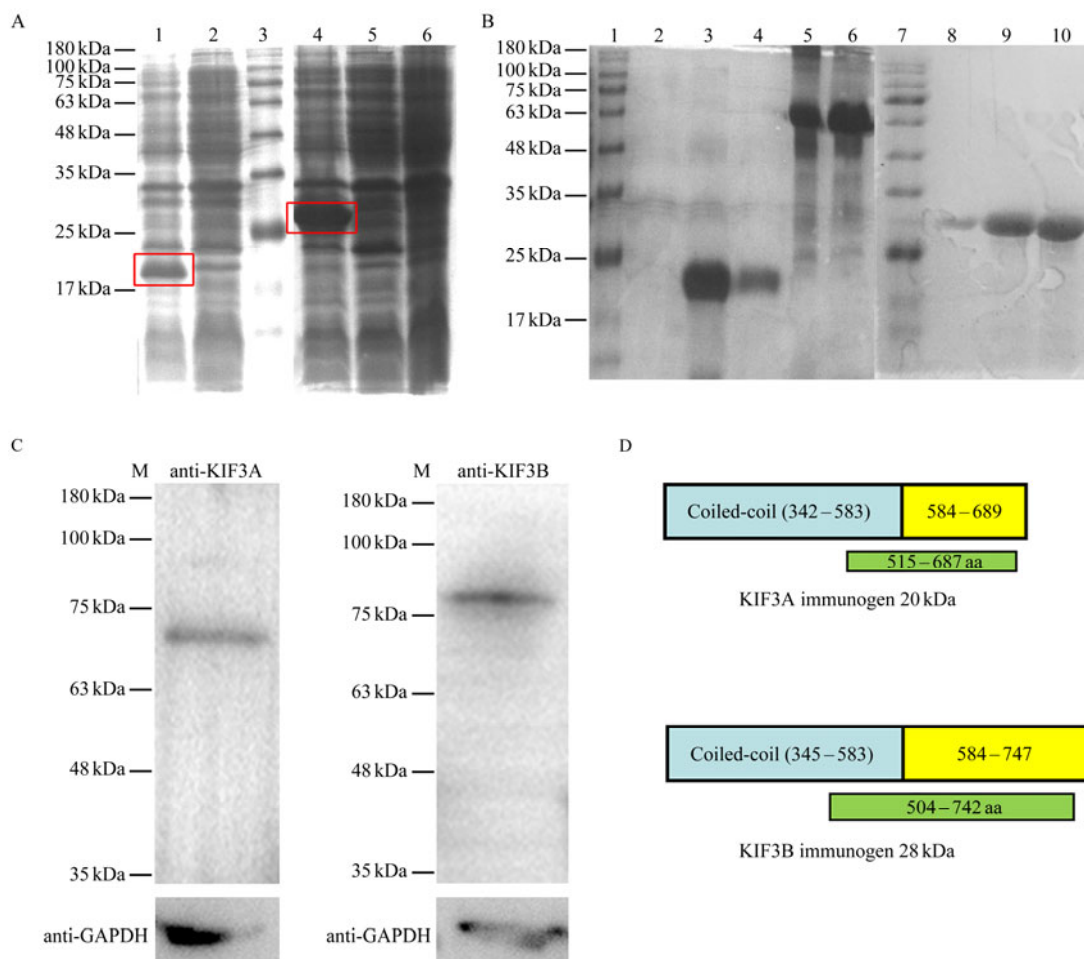 A
1 2 3 4 5 6
180 kDa
100 kDa
75 kDa
63 kDa
48 kDa
35 kDa
25 kDa
17 kDa
B
1 2 3 4 5 6 7 8 9 10
180 kDa
100 kDa
75 kDa
63 kDa
48 kDa
35 kDa
25 kDa
17 kDa
C
M anti-KIF3A
180 kDa
100 kDa
75 kDa
63 kDa
48 kDa
35 kDa
anti-GAPDH
M anti-KIF3B
180 kDa
100 kDa
75 kDa
63 kDa
48 kDa
35 kDa
anti-GAPDH
D
Coiled-coil (342–583) 584–689
515–687 aa
KIF3A immunogen 20 kDa
Coiled-coil (345–583) 584–747
504–742 aa
KIF3B immunogen 28 kDa